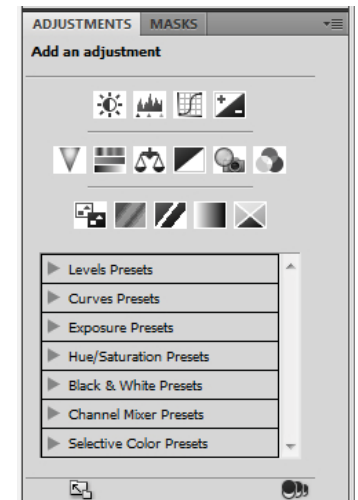 ADJUSTMENTS MASKS
Add an adjustment
Levels Presets
Curves Presets
Exposure Presets
Hue/Saturation Presets
Black & White Presets
Channel Mixer Presets
Selective Color Presets